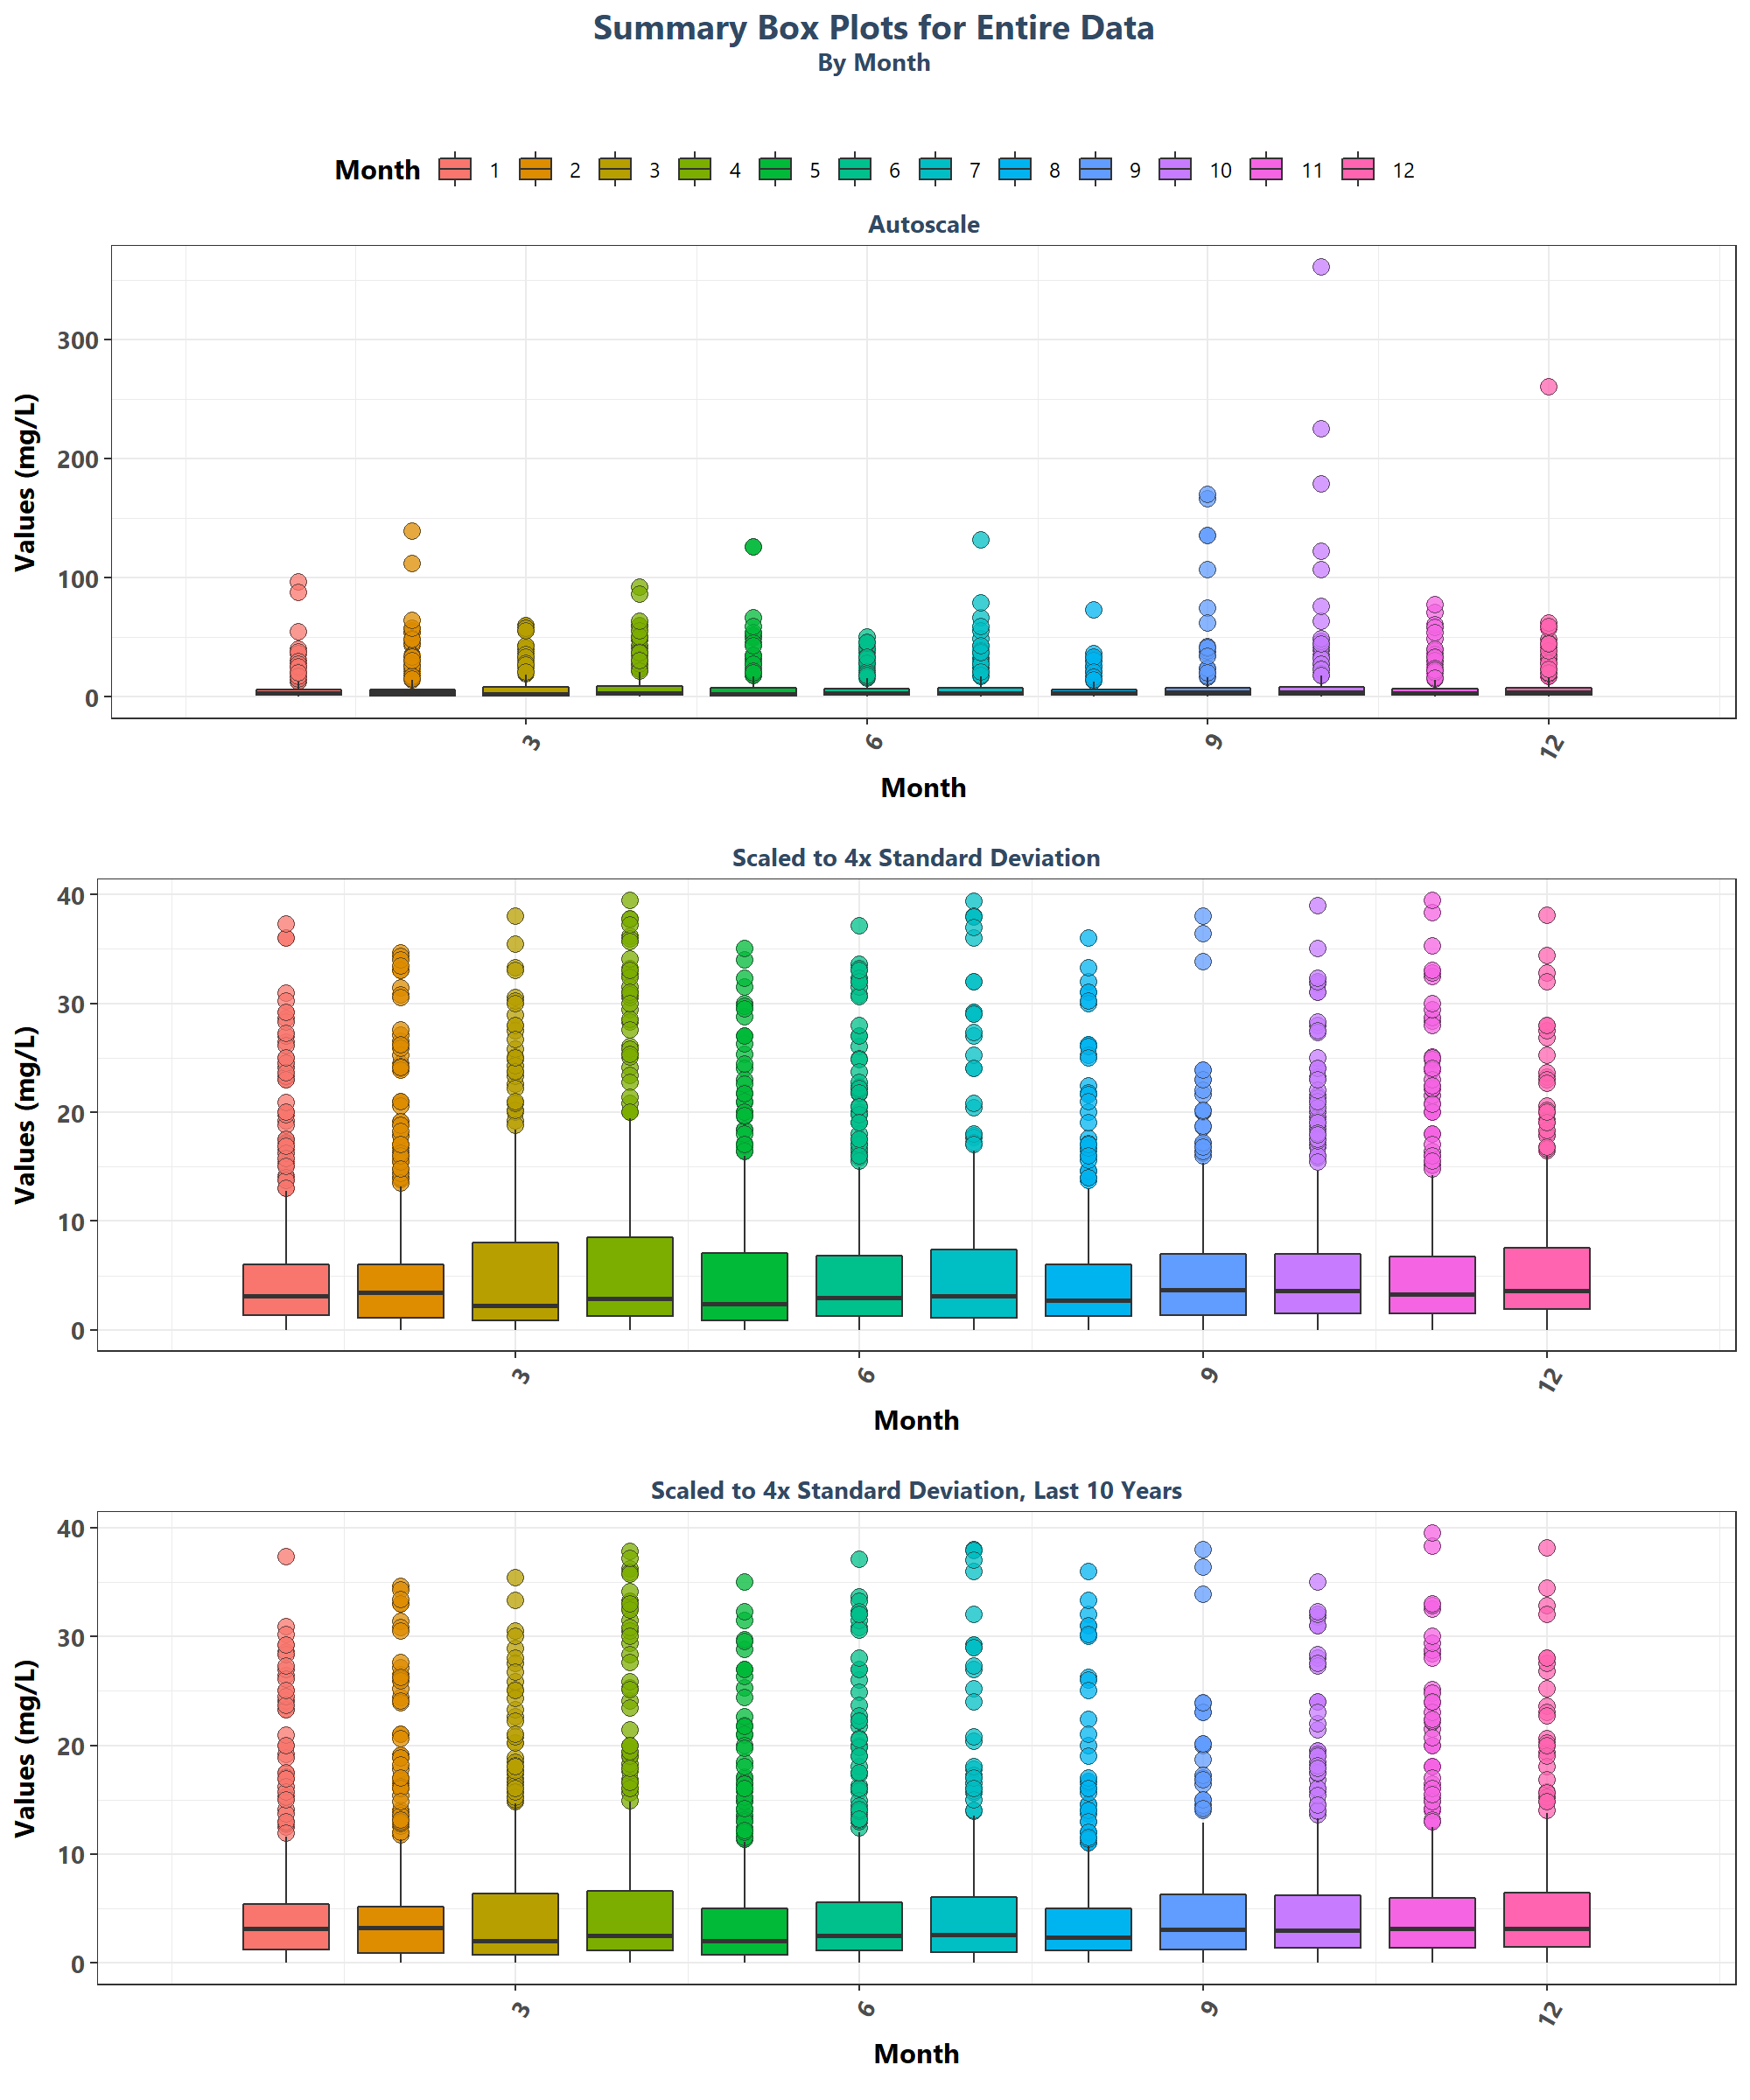 Summary Box Plots for Entire Data
By Month
Month 1 2 3 4 5 6 7 8 9 10 11 12
Autoscale
Values (mg/L)
300
200
100
0
3 6 9 12
Month
Scaled to 4x Standard Deviation
Values (mg/L)
40
30
20
10
0
3 6 9 12
Month
Scaled to 4x Standard Deviation, Last 10 Years
Values (mg/L)
40
30
20
10
0
3 6 9 12
Month